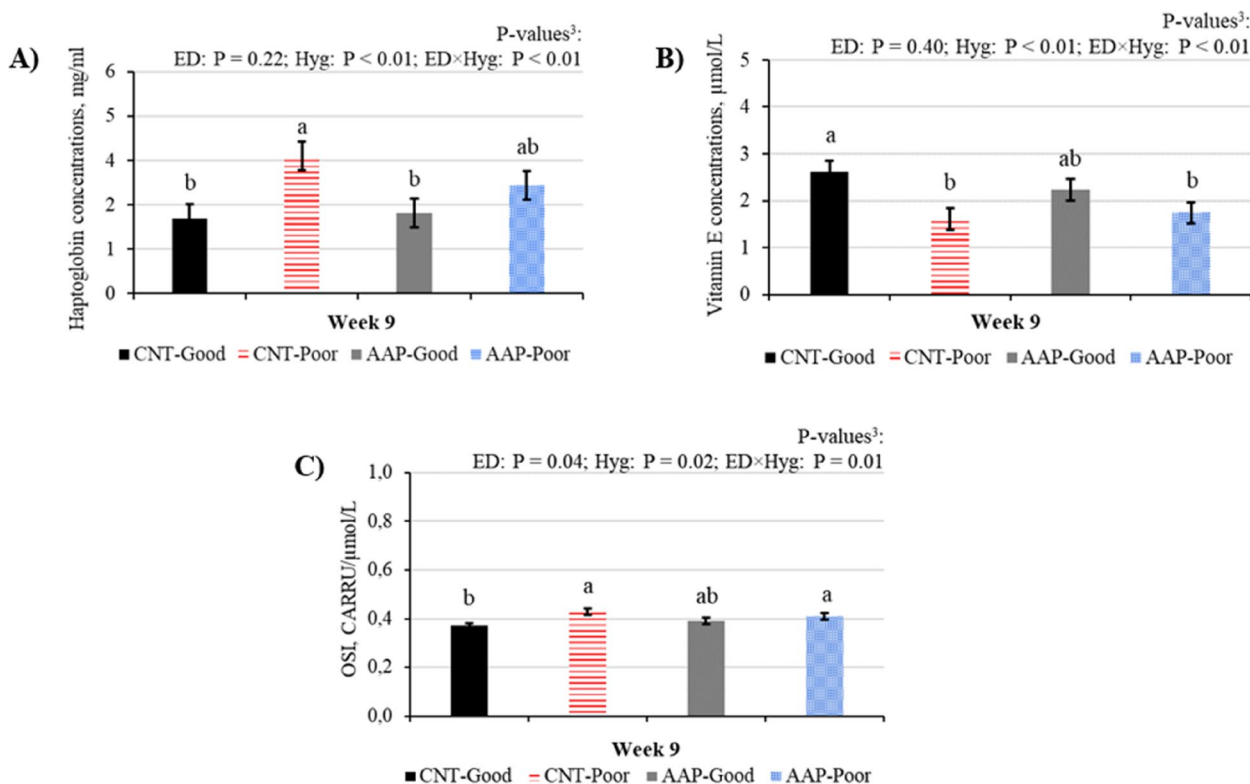 A)
P-values³:
ED: P = 0.22; Hyg: P < 0.01; ED×Hyg: P < 0.01
Haptoglobin concentrations, mg/ml
6
5
4
2
1
0
b
a
b
ab
Week 9
CNT-Good CNT-Poor AAP-Good AAP-Poor
B)
P-values³:
ED: P = 0.40; Hyg: P < 0.01; ED×Hyg: P < 0.01
Vitamin E concentrations, µmol/L
5
4
3
2
1
0
a
b
ab
b
Week 9
CNT-Good CNT-Poor AAP-Good AAP-Poor
C)
P-values³:
ED: P = 0.04; Hyg: P = 0.02; ED×Hyg: P = 0.01
OSI, CARRU/µmol/L
1,0
0,8
0,6
0,4
0,2
0,0
b
a
ab
a
Week 9
CNT-Good CNT-Poor AAP-Good AAP-Poor